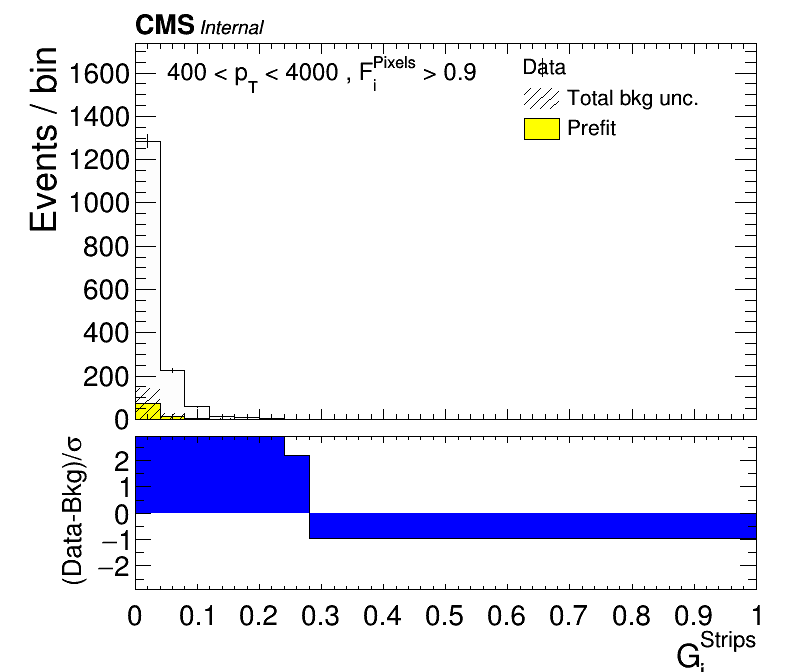 CMS Internal
Events / bin
400 < p_T < 4000 , F_i^Pixels > 0.9
Data
Total bkg unc.
Prefit
1600
1400
1200
1000
800
600
400
200
0
(Data-Bkg)/σ
2
1
0
−1
−2
0 0.1 0.2 0.3 0.4 0.5 0.6 0.7 0.8 0.9 1
G_i^Strips